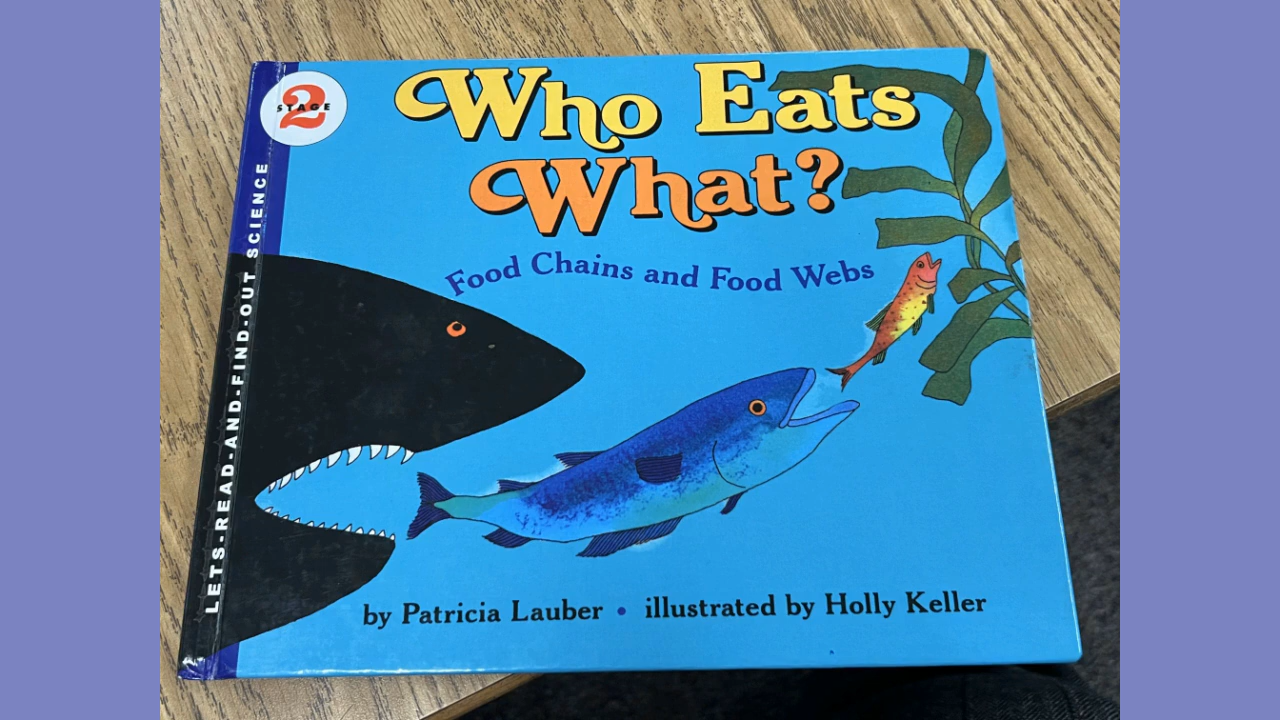 STAGE 2
Who Eats
What?
Food Chains and Food Webs
LETS-READ-AND-FIND-OUT SCIENCE
by Patricia Lauber • illustrated by Holly Keller